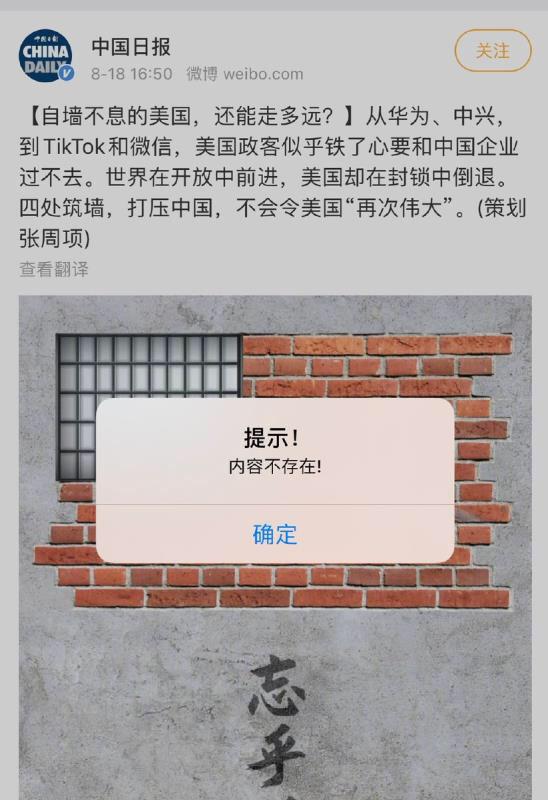 中国日报
CHINA
DAILY
中国日报
关注
8-18 16:50 微博 weibo.com
【自墙不息的美国，还能走多远？】从华为、中兴，
到TikTok和微信，美国政客似乎铁了心要和中国企业
过不去。世界在开放中前进，美国却在封锁中倒退。
四处筑墙，打压中国，不会令美国“再次伟大”。(策划
张周项)
查看翻译
提示！
内容不存在!
确定
忘
乎